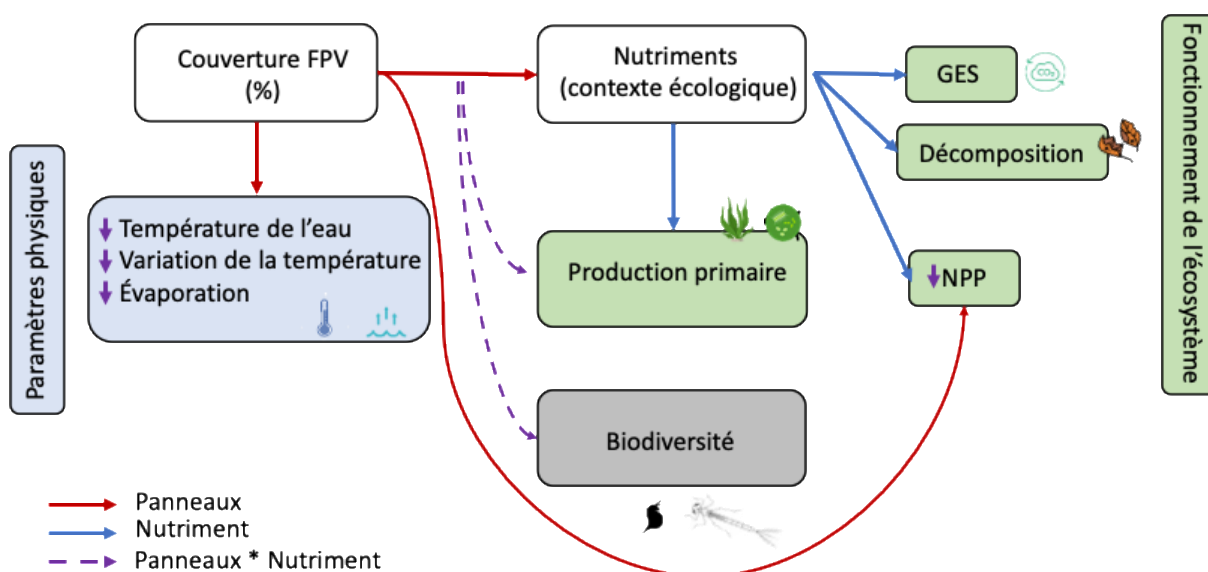 Couverture FPV
(%)
Nutriments
(contexte écologique)
GES
CO₂
Décomposition
Fonctionnement de l'écosystème
Paramètres physiques
Température de l'eau
Variation de la température
Évaporation
Production primaire
NPP
Biodiversité
Panneaux
Nutriment
Panneaux * Nutriment